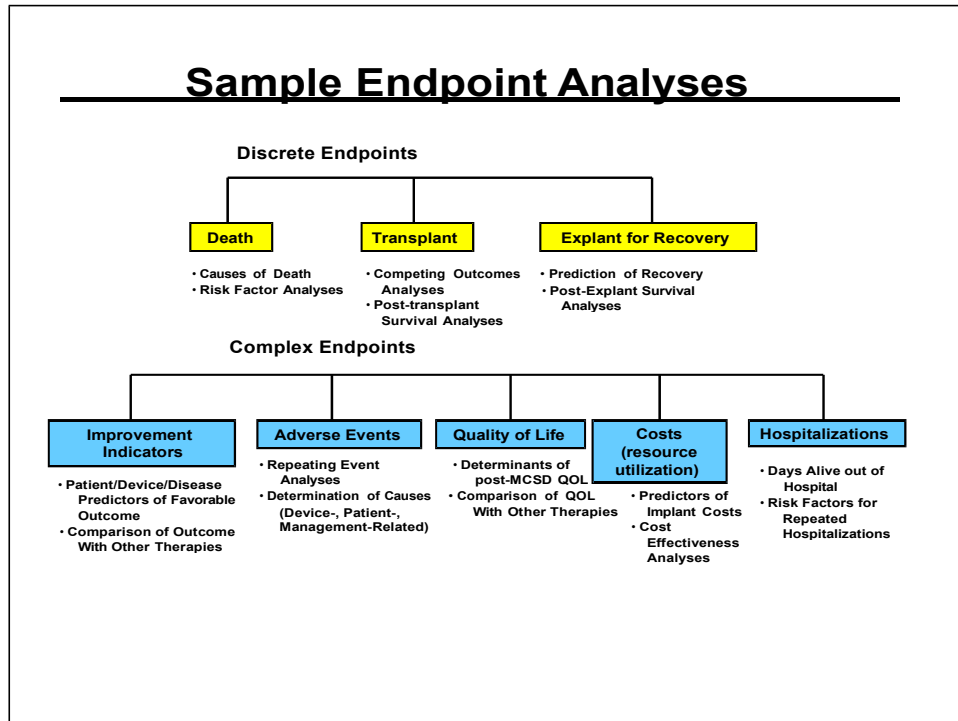 Sample Endpoint Analyses
Discrete Endpoints
Death
• Causes of Death
• Risk Factor Analyses
Transplant
• Competing Outcomes
Analyses
• Post-transplant
Survival Analyses
Explant for Recovery
• Prediction of Recovery
• Post-Explant Survival
Analyses
Complex Endpoints
Improvement
Indicators
• Patient/Device/Disease
Predictors of Favorable
Outcome
• Comparison of Outcome
With Other Therapies
Adverse Events
• Repeating Event
Analyses
• Determination of Causes
(Device-, Patient-,
Management-Related)
Quality of Life
• Determinants of
post-MCSD QOL
• Comparison of QOL
With Other Therapies
Costs
(resource
utilization)
• Predictors of
Implant Costs
• Cost
Effectiveness
Analyses
Hospitalizations
• Days Alive out of
Hospital
• Risk Factors for
Repeated
Hospitalizations